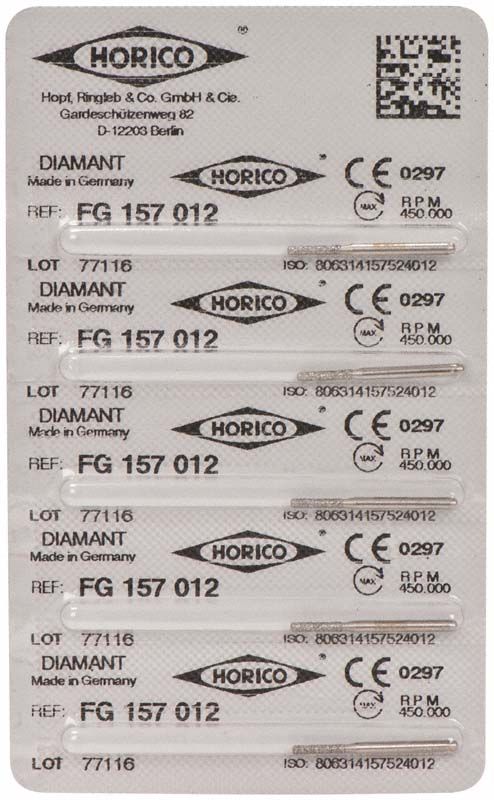 HORICO ®
Hopf, Ringleb & Co. GmbH & Cie.
Gardeschützenweg 82
D-12203 Berlin
DIAMANT HORICO ® CE 0297
Made in Germany
REF: FG 157 012 MAX. RPM 450.000
LOT 77116 ISO: 806314157524012
DIAMANT HORICO ® CE 0297
Made in Germany
REF: FG 157 012 MAX. RPM 450.000
LOT 77116 ISO: 806314157524012
DIAMANT HORICO ® CE 0297
Made in Germany
REF: FG 157 012 MAX. RPM 450.000
LOT 77116 ISO: 806314157524012
DIAMANT HORICO ® CE 0297
Made in Germany
REF: FG 157 012 MAX. RPM 450.000
LOT 77116 ISO: 806314157524012
DIAMANT HORICO ® CE 0297
Made in Germany
REF: FG 157 012 MAX. RPM 450.000
LOT 77116 ISO: 806314157524012